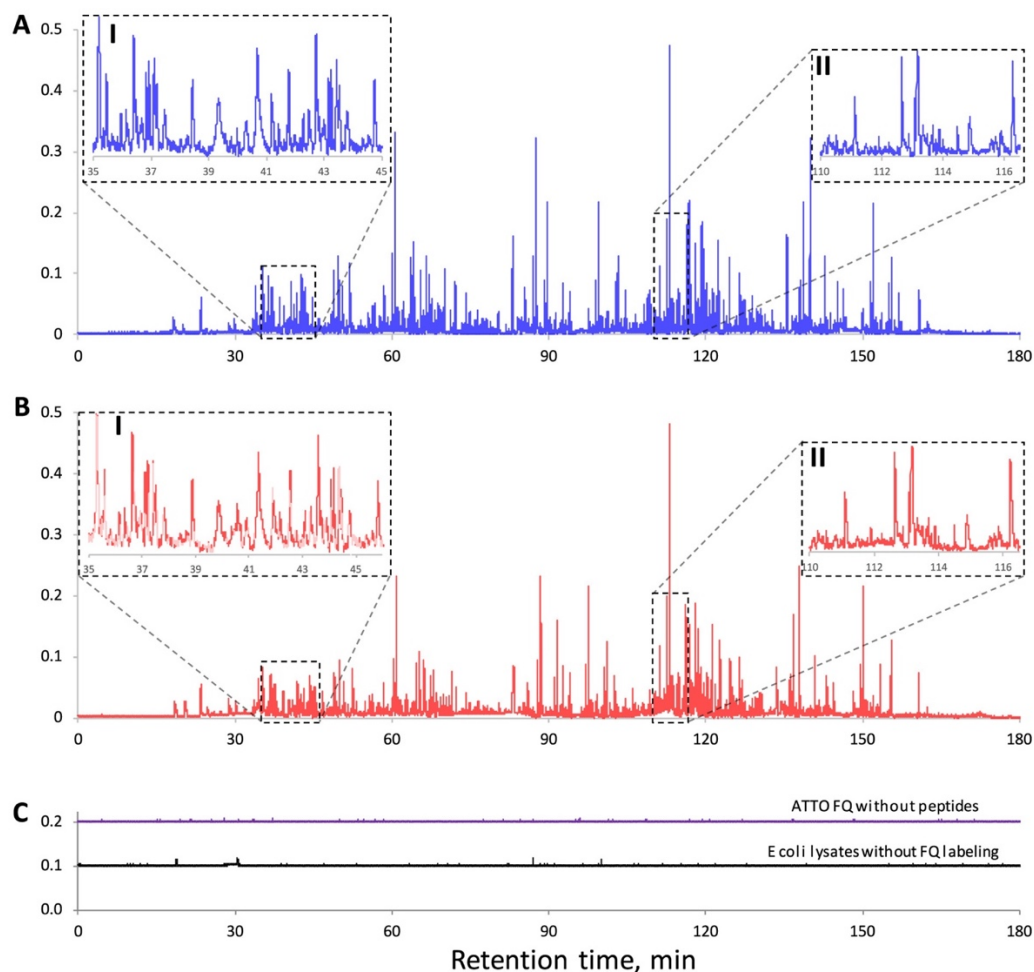 A
0.5
0.4
0.3
0.2
0.1
0
I
35 37 39 41 43 45
II
110 112 114 116
0 30 60 90 120 150 180
B
0.5
0.4
0.3
0.2
0.1
0
I
35 37 39 41 43 45
II
110 112 114 116
0 30 60 90 120 150 180
C
0.2
0.1
0.0
ATTO FQ without peptides
E coli lysates without FQ labeling
0 30 60 90 120 150 180
Retention time, min